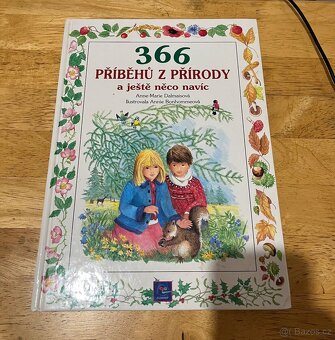 366
PŘÍBĚHŮ Z PŘÍRODY
a ještě něco navíc
Anne-Marie Dalmaisová
Ilustrovala Annie Bonhommeová
Bazos.cz